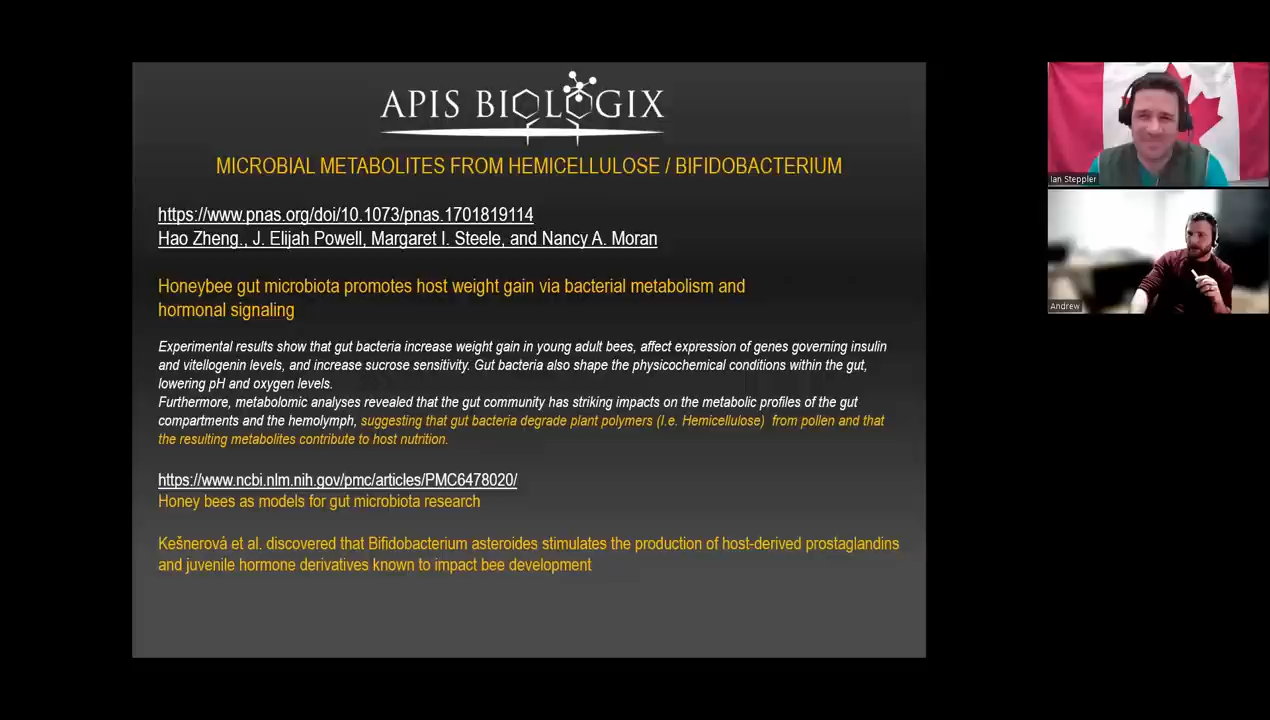 APIS BIOLOGIX
MICROBIAL METABOLITES FROM HEMICELLULOSE / BIFIDOBACTERIUM
https://www.pnas.org/doi/10.1073/pnas.1701819114
Hao Zheng., J. Elijah Powell, Margaret I. Steele, and Nancy A. Moran
Honeybee gut microbiota promotes host weight gain via bacterial metabolism and
hormonal signaling
Experimental results show that gut bacteria increase weight gain in young adult bees, affect expression of genes governing insulin
and vitellogenin levels, and increase sucrose sensitivity. Gut bacteria also shape the physicochemical conditions within the gut,
lowering pH and oxygen levels.
Furthermore, metabolomic analyses revealed that the gut community has striking impacts on the metabolic profiles of the gut
compartments and the hemolymph, suggesting that gut bacteria degrade plant polymers (I.e. Hemicellulose) from pollen and that
the resulting metabolites contribute to host nutrition.
https://www.ncbi.nlm.nih.gov/pmc/articles/PMC6478020/
Honey bees as models for gut microbiota research
Kešnerová et al. discovered that Bifidobacterium asteroides stimulates the production of host-derived prostaglandins
and juvenile hormone derivatives known to impact bee development
Ian Steppler
Andrew